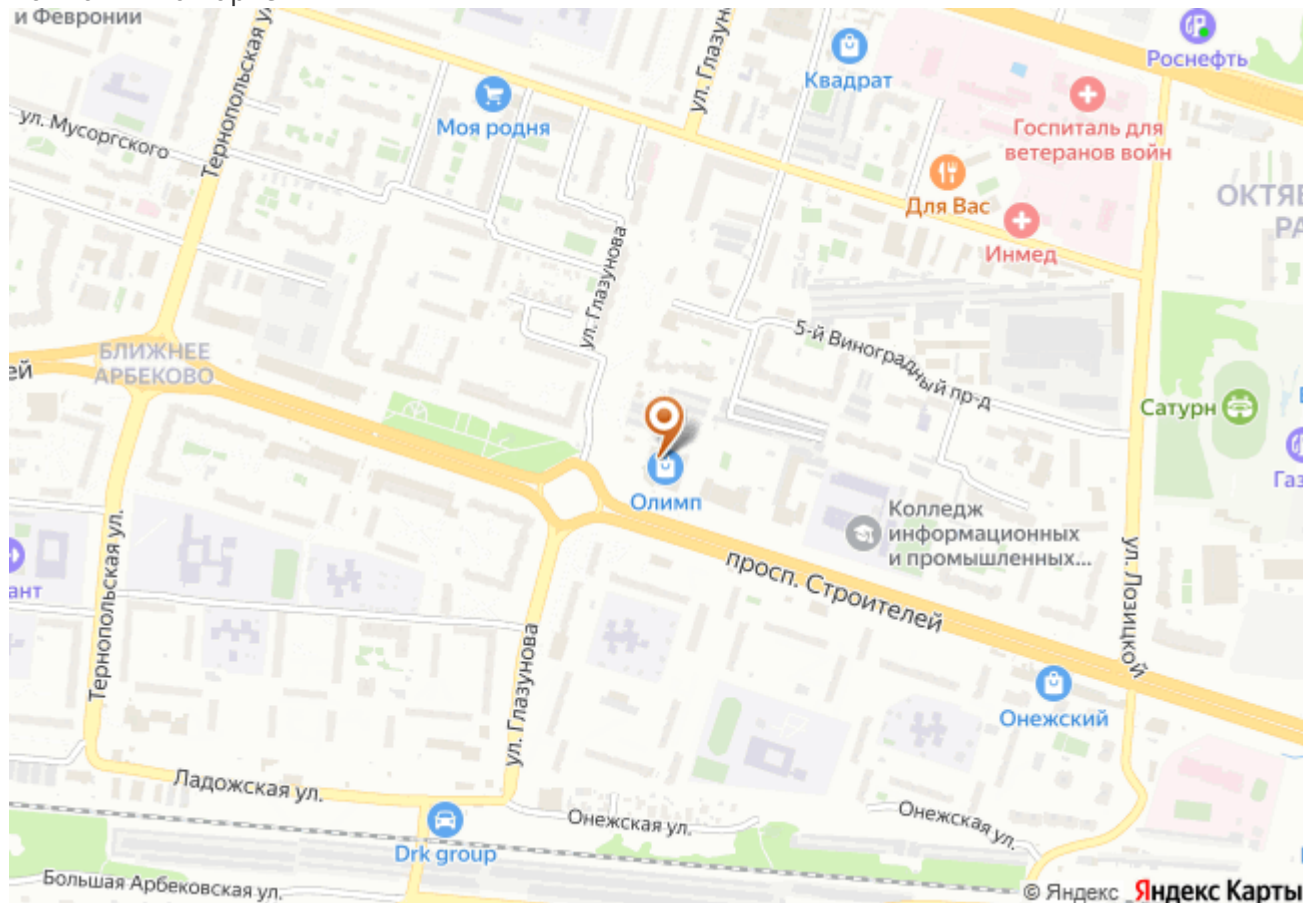 и Февронии
Тернопольская ул.
ул. Глазунова
Роснефть
Квадрат
Моя родня
ул. Мусоргского
Госпиталь для
ветеранов войн
Для Вас
Инмед
ул. Глазунова
5-й Виноградный пр-д
БЛИЖНЕЕ
АРБЕКОВО
Сатурн
Олимп
Колледж
информационных
и промышленных...
просп. Строителей
ул. Лозицкой
Тернопольская ул.
ул. Глазунова
Онежский
Ладожская ул.
Онежская ул.
Онежская ул.
Drk group
Большая Арбековская ул.
© Яндекс Яндекс Карты